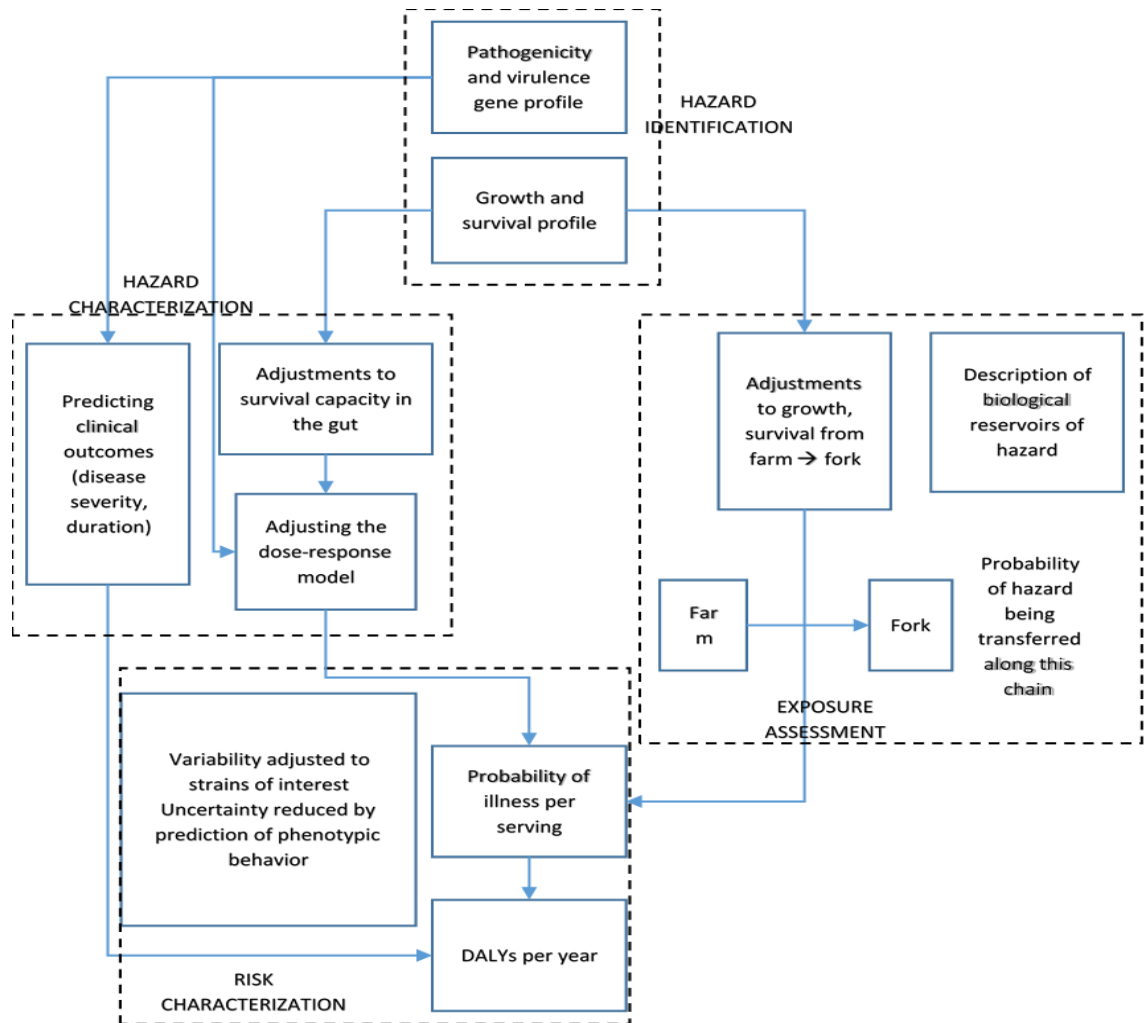 Pathogenicity
and virulence
gene profile
HAZARD
IDENTIFICATION
Growth and
survival profile
HAZARD
CHARACTERIZATION
Predicting
clinical
outcomes
(disease
severity,
duration)
Adjustments to
survival capacity in
the gut
Adjusting the
dose-response
model
Adjustments
to growth,
survival from
farm → fork
Description of
biological
reservoirs of
hazard
Far
m
Fork
Probability
of hazard
being
transferred
along this
chain
EXPOSURE
ASSESSMENT
Variability adjusted to
strains of interest
Uncertainty reduced by
prediction of phenotypic
behavior
Probability of
illness per
serving
DALYs per year
RISK
CHARACTERIZATION